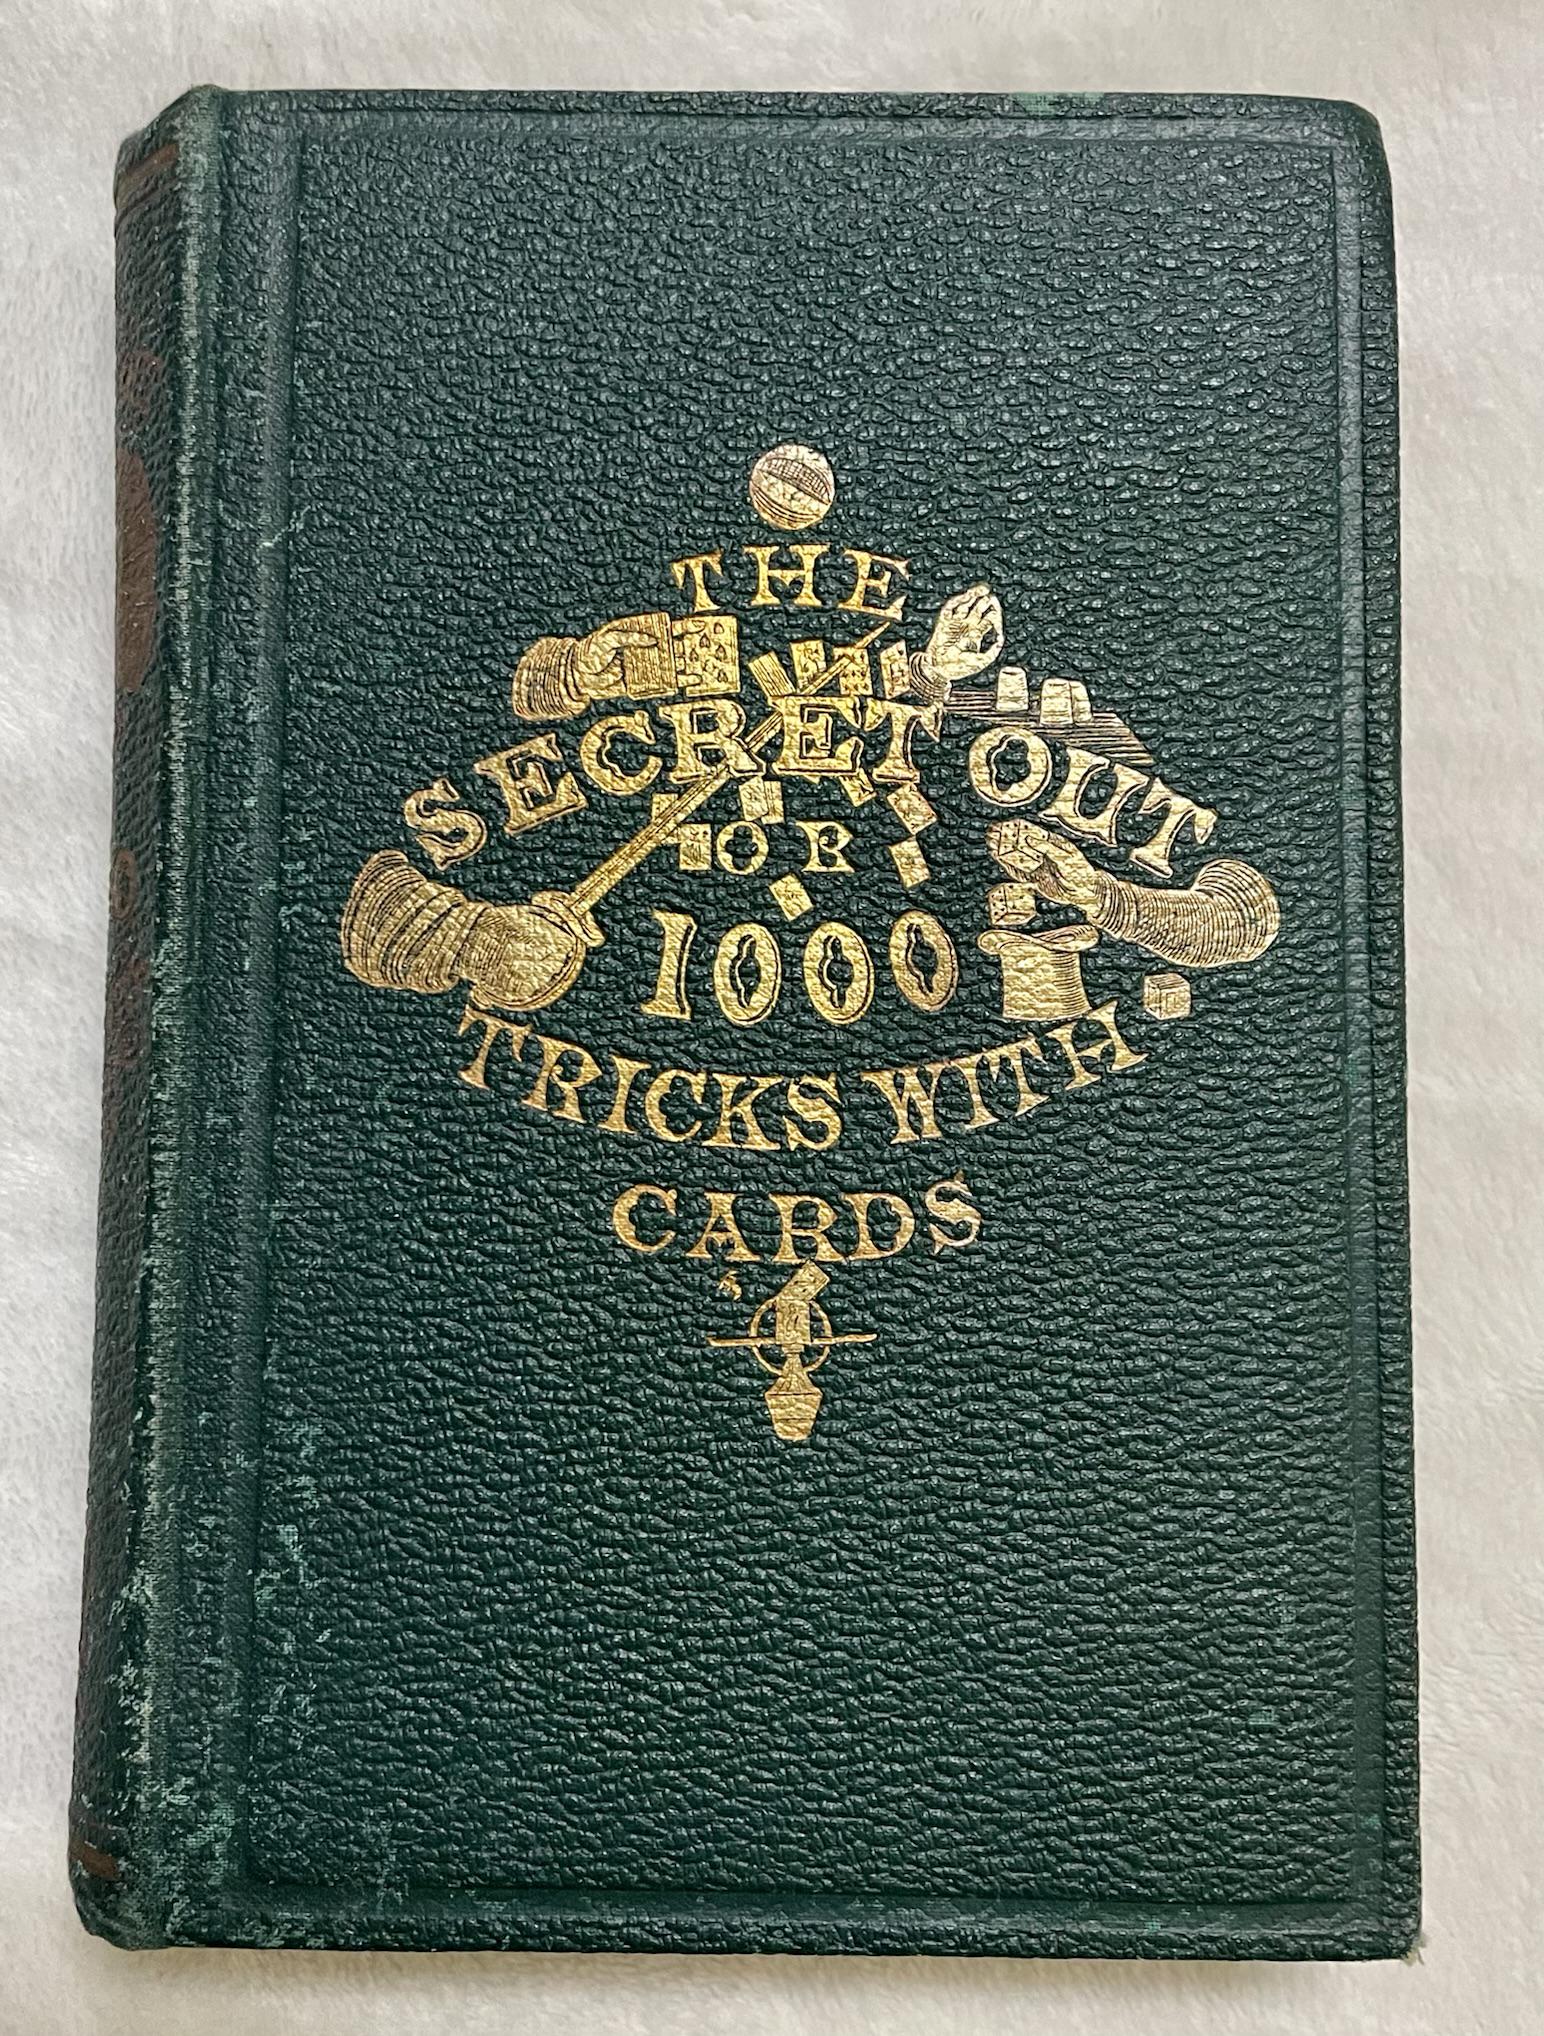 THE
SECRET OUT
OR
1000
TRICKS WITH
CARDS